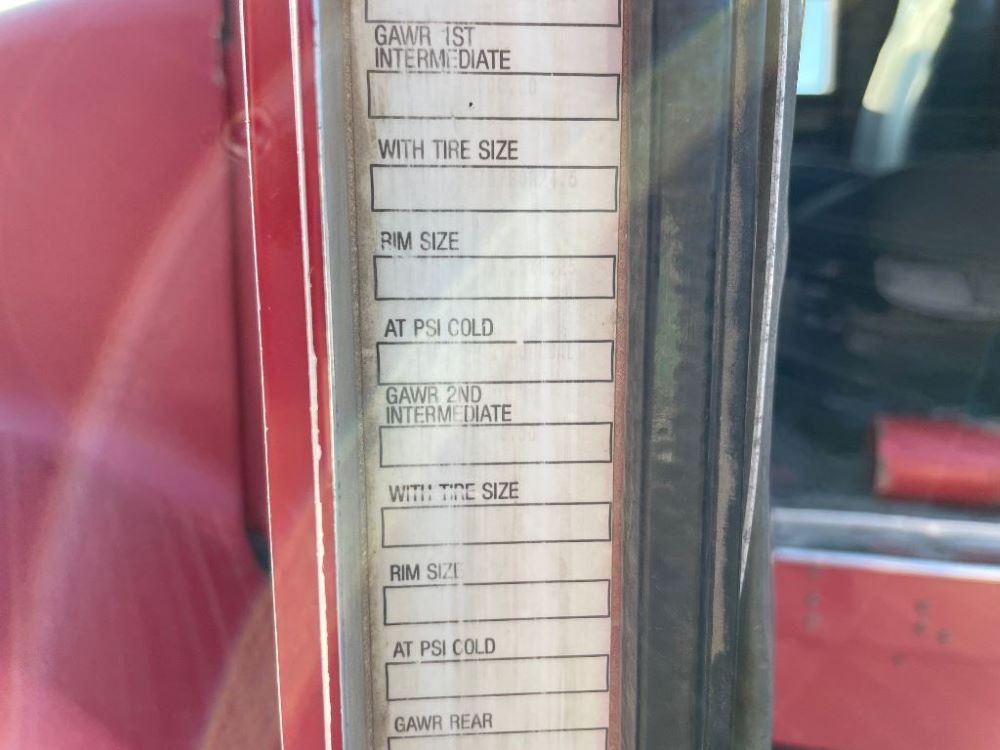 GAWR 1ST
INTERMEDIATE
WITH TIRE SIZE
RIM SIZE
AT PSI COLD
GAWR 2ND
INTERMEDIATE
WITH TIRE SIZE
RIM SIZE
AT PSI COLD
GAWR REAR